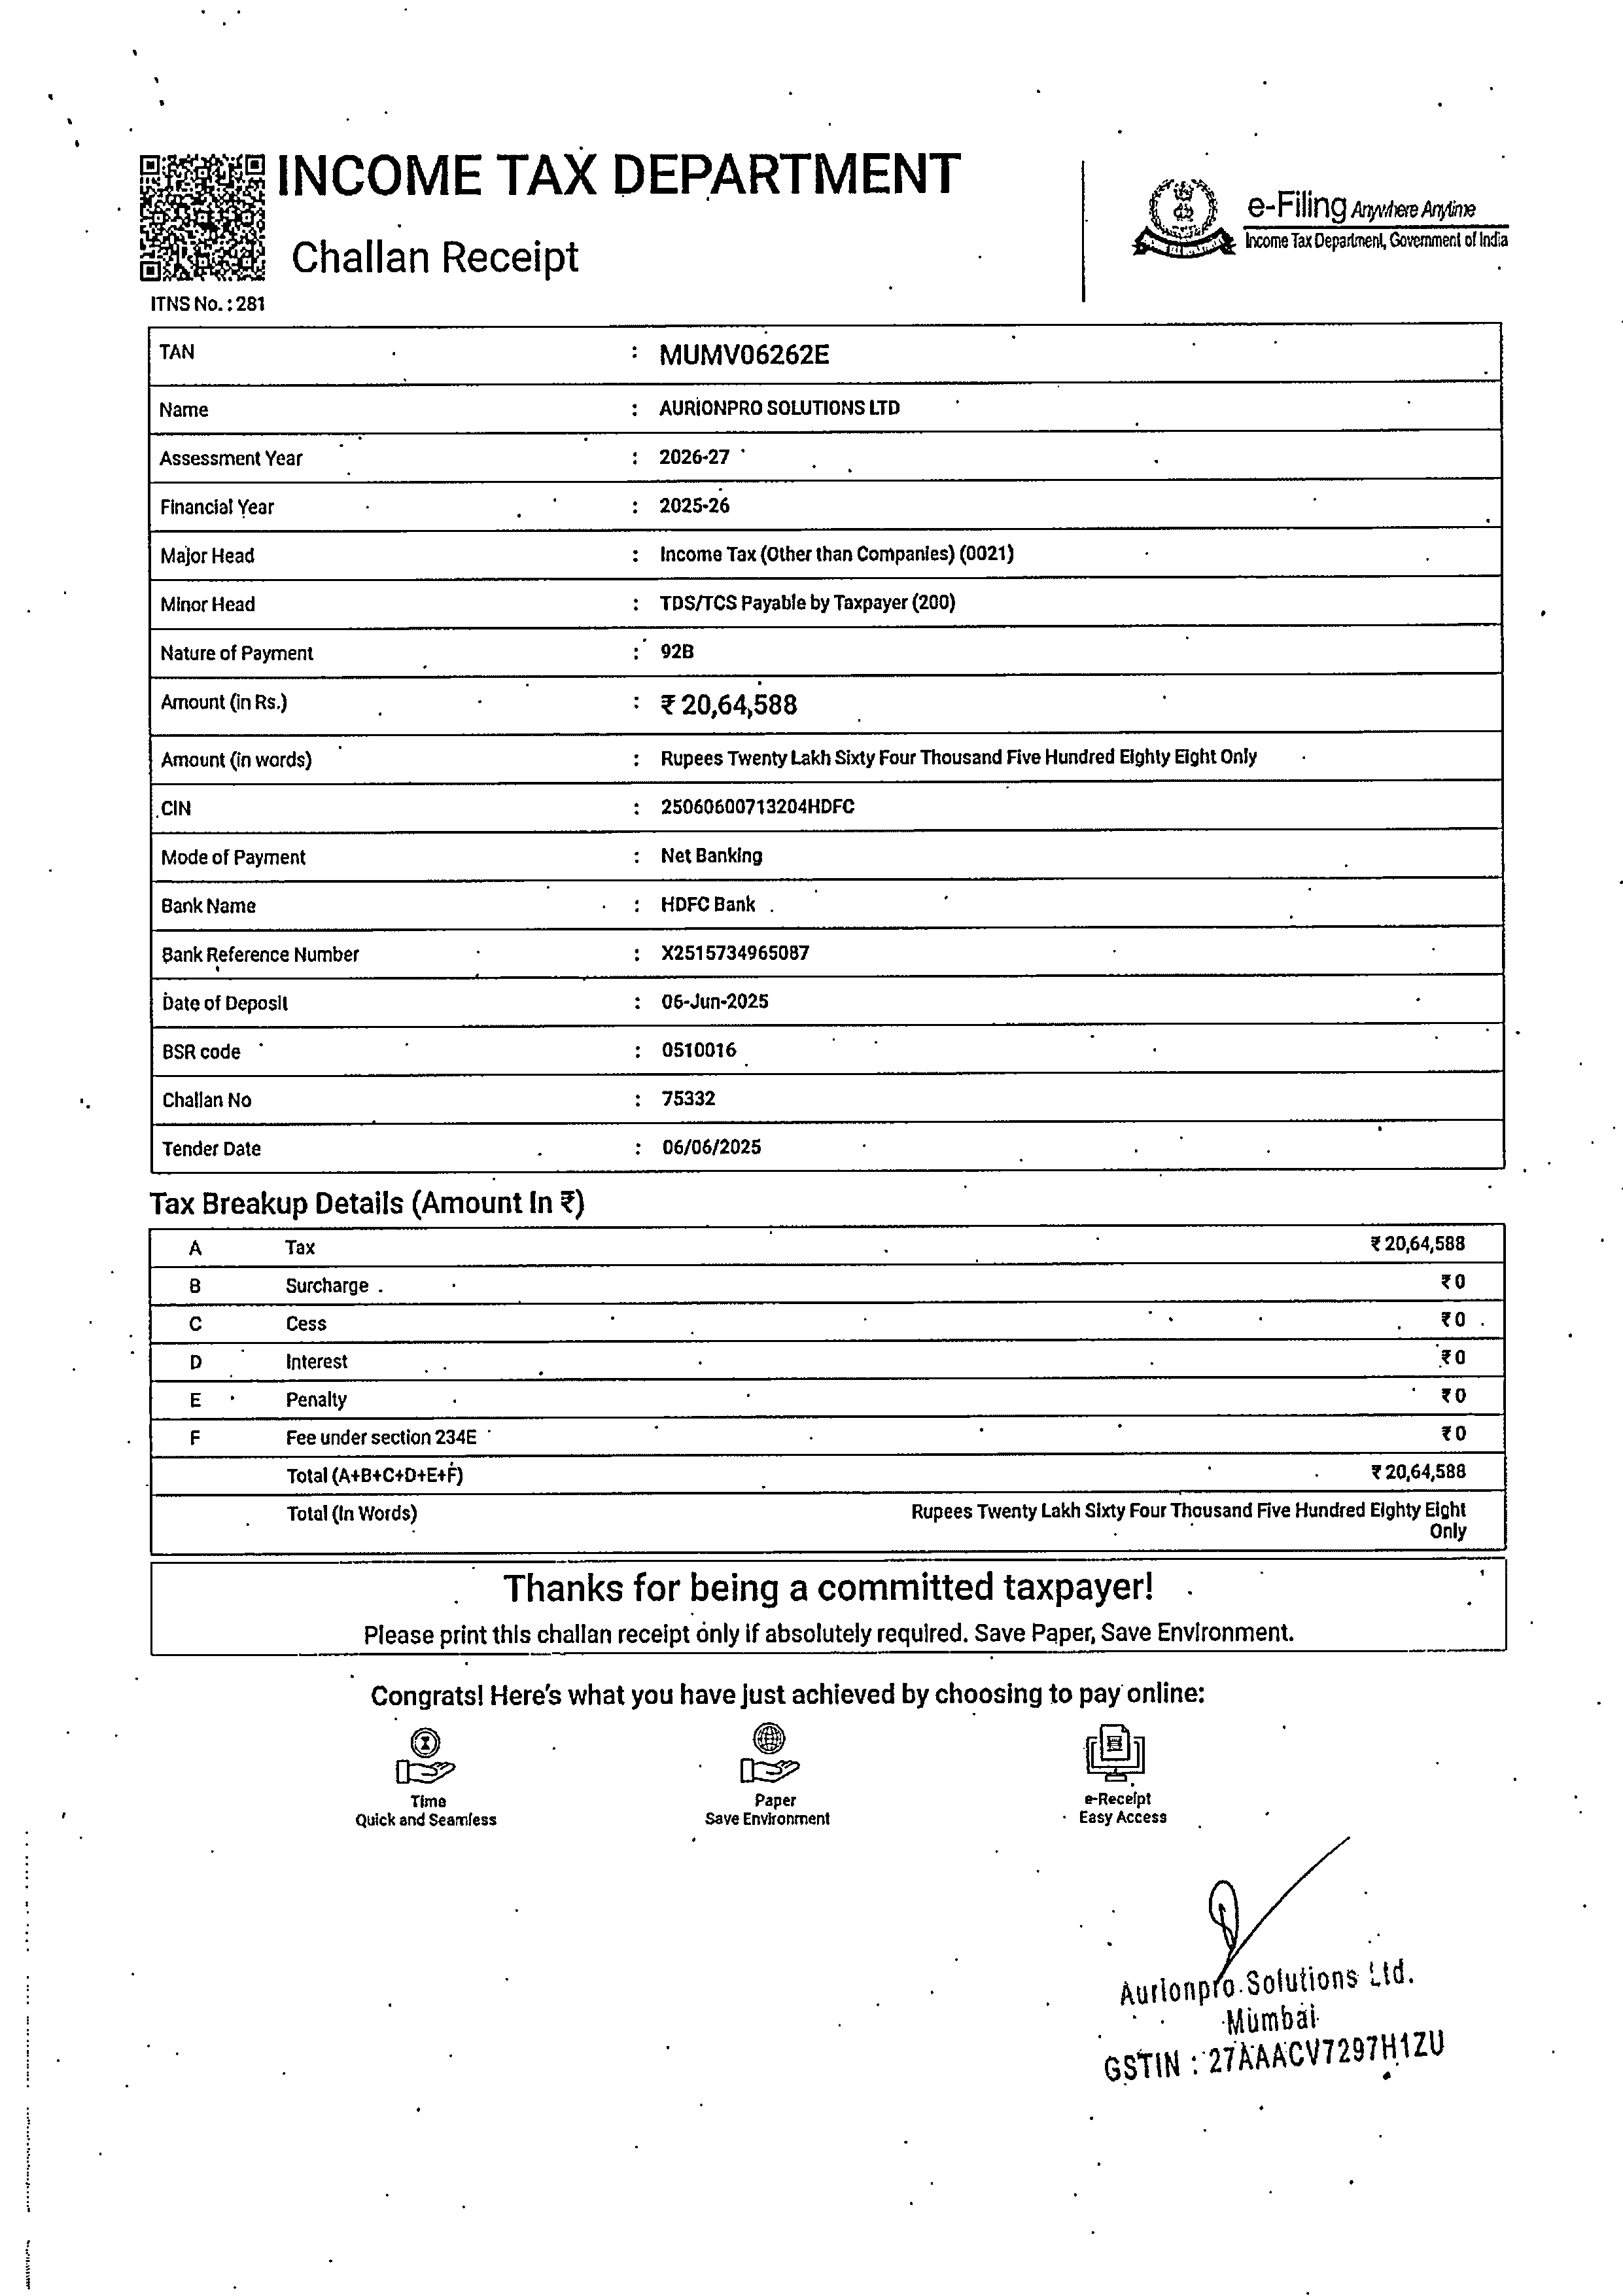 INCOME TAX DEPARTMENT
Challan Receipt
e-Filing Anywhere Anytime
Income Tax Department, Government of India
ITNS No. : 281
TAN : MUMV06262E
Name : AURIONPRO SOLUTIONS LTD
Assessment Year : 2026-27
Financial Year : 2025-26
Major Head : Income Tax (Other than Companies) (0021)
Minor Head : TDS/TCS Payable by Taxpayer (200)
Nature of Payment : 92B
Amount (in Rs.) : ₹ 20,64,588
Amount (in words) : Rupees Twenty Lakh Sixty Four Thousand Five Hundred Eighty Eight Only
CIN : 25060600713204HDFC
Mode of Payment : Net Banking
Bank Name : HDFC Bank
Bank Reference Number : X2515734965087
Date of Deposit : 06-Jun-2025
BSR code : 0510016
Challan No : 75332
Tender Date : 06/06/2025
Tax Breakup Details (Amount In ₹)
A Tax ₹ 20,64,588
B Surcharge ₹ 0
C Cess ₹ 0
D Interest ₹ 0
E Penalty ₹ 0
F Fee under section 234E ₹ 0
Total (A+B+C+D+E+F) ₹ 20,64,588
Total (In Words) Rupees Twenty Lakh Sixty Four Thousand Five Hundred Eighty Eight
Only
Thanks for being a committed taxpayer!
Please print this challan receipt only if absolutely required. Save Paper, Save Environment.
Congrats! Here's what you have just achieved by choosing to pay online:
Time
Quick and Seamless
Paper
Save Environment
e-Receipt
Easy Access
Aurionpro Solutions Ltd.
Mumbai
GSTIN : 27AAACV7297H1ZU